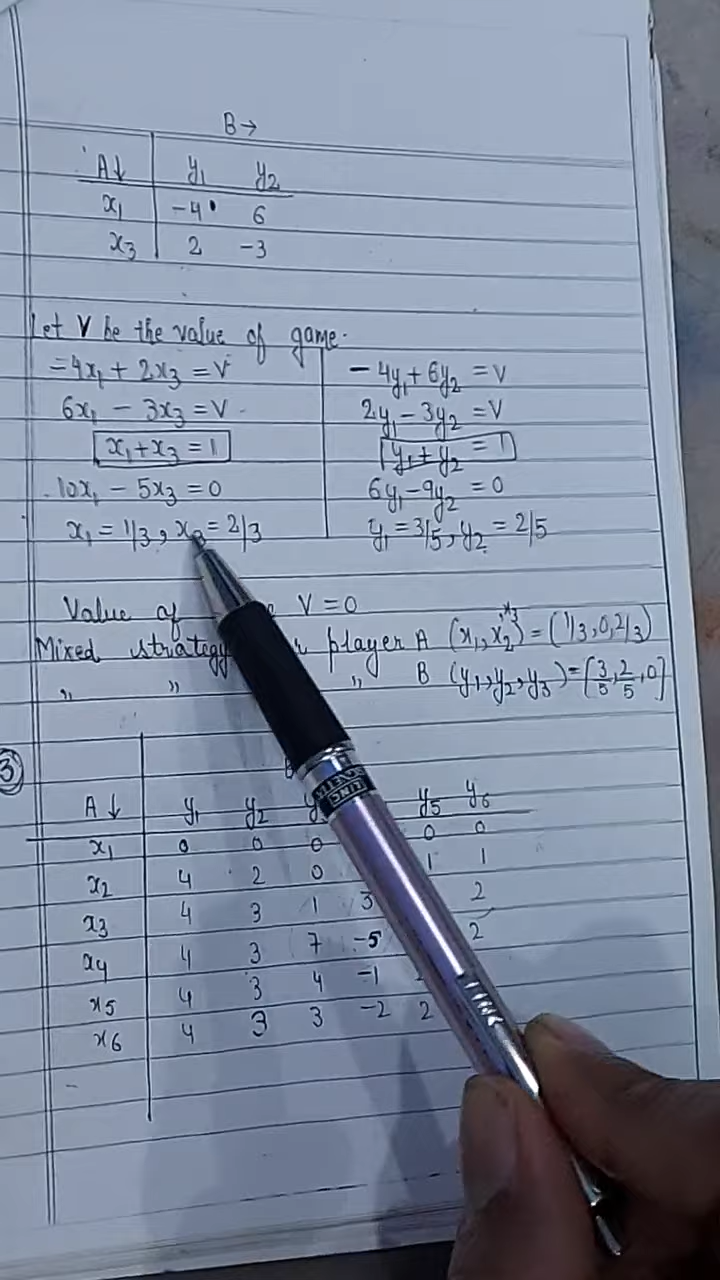 B→
A↓ y₁ y₂
x₁ -4 6
x₃ 2 -3
Let V be the value of game.
-4x₁ + 2x₃ = V
6x₁ - 3x₃ = V
x₁ + x₃ = 1
10x₁ - 5x₃ = 0
x₁ = 1/3, x₃ = 2/3
-4y₁ + 6y₂ = V
2y₁ - 3y₂ = V
y₁ + y₂ = 1
6y₁ - 9y₂ = 0
y₁ = 3/5, y₂ = 2/5
Value of V = 0
Mixed strategy player A (x₁, x₂, x₃) = (1/3, 0, 2/3)
,, ,, ,, B (y₁, y₂, y₃) = [3/5, 2/5, 0]
3
A↓ y₁ y₂ y₅ y₆
x₁ 0 0 0 0 0
x₂ 4 2 0 1 1
x₃ 4 3 1 3 2
x₄ 4 3 7 -5 2
x₅ 4 3 4 -1
x₆ 4 3 3 -2 2